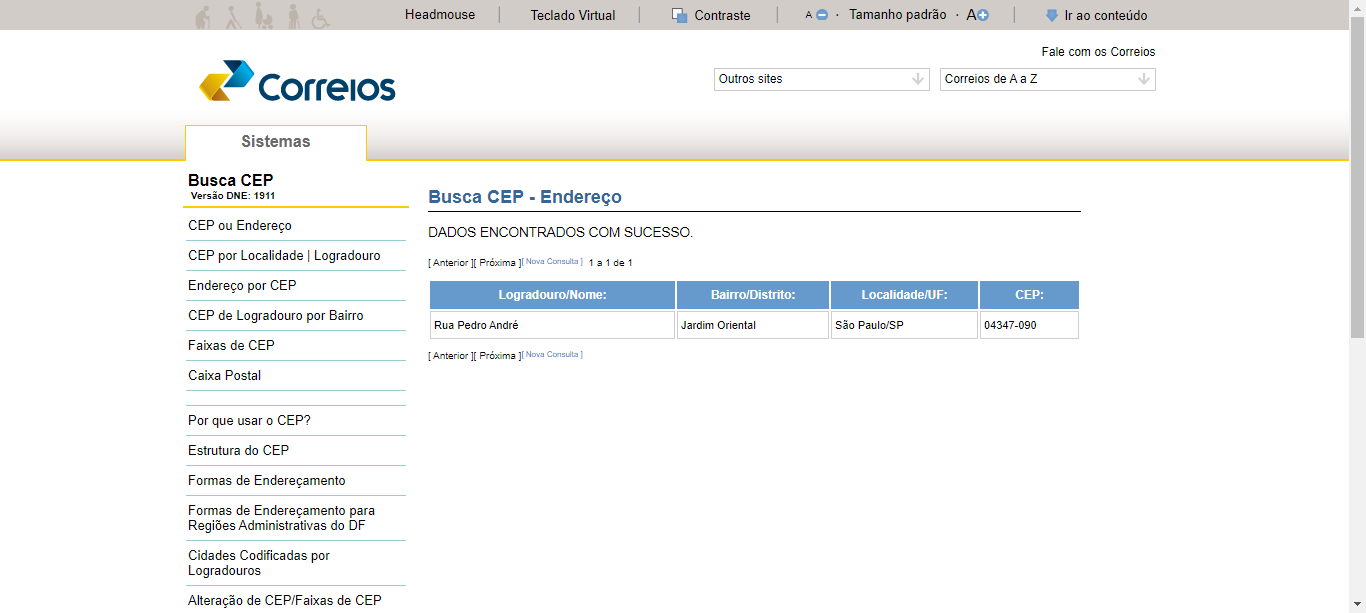 Headmouse
Teclado Virtual
Contraste
A · Tamanho padrão · A
Ir ao conteúdo
Fale com os Correios
Correios
Outros sites
Correios de A a Z
Sistemas
Busca CEP
Versão DNE: 1911
CEP ou Endereço
CEP por Localidade | Logradouro
Endereço por CEP
CEP de Logradouro por Bairro
Faixas de CEP
Caixa Postal
Por que usar o CEP?
Estrutura do CEP
Formas de Endereçamento
Formas de Endereçamento para
Regiões Administrativas do DF
Cidades Codificadas por
Logradouros
Alteração de CEP/Faixas de CEP
Busca CEP - Endereço
DADOS ENCONTRADOS COM SUCESSO.
[ Anterior ][ Próxima ][ Nova Consulta ] 1 a 1 de 1
Logradouro/Nome: Bairro/Distrito: Localidade/UF: CEP:
Rua Pedro André Jardim Oriental São Paulo/SP 04347-090
[ Anterior ][ Próxima ][ Nova Consulta ]